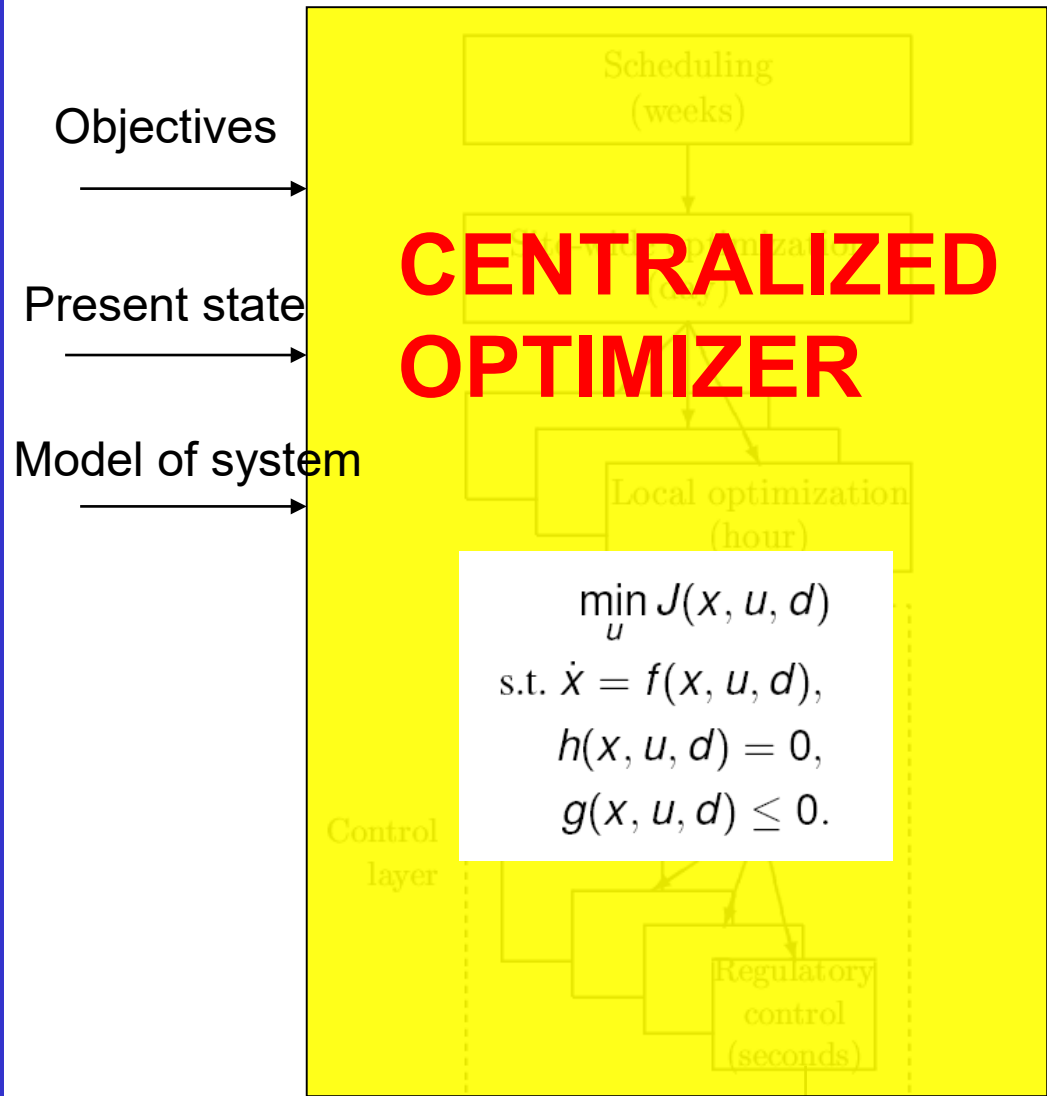 Scheduling
(weeks)
Objectives
CENTRALIZED
OPTIMIZER
(day)
Present state
Model of system
Local optimization
(hour)
min J(x, u, d)
u
s.t. ẋ = f(x, u, d),
h(x, u, d) = 0,
g(x, u, d) ≤ 0.
Control
layer
Regulatory
control
(seconds)